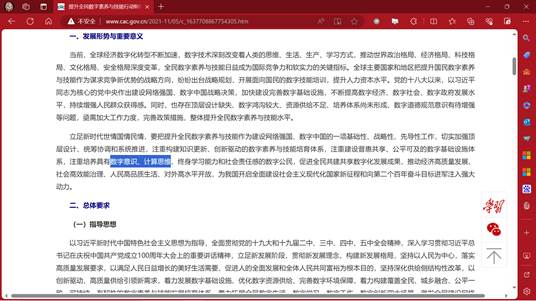 提升全民数字素养与技能行动纲要
不安全 | www.cac.gov.cn/2021-11/05/c_1637708867754305.htm
一、发展形势与重要意义
当前，全球经济数字化转型不断加速，数字技术深刻改变着人类的思维、生活、生产、学习方式，推动世界政治格局、经济格局、科技格
局、文化格局、安全格局深度变革，全民数字素养与技能日益成为国际竞争力和软实力的关键指标。全球主要国家和地区把提升国民数字素养
与技能作为谋求竞争新优势的战略方向，纷纷出台战略规划，开展面向国民的数字技能培训，提升人力资本水平。党的十八大以来，以习近平
同志为核心的党中央作出建设网络强国、数字中国战略决策，加快建设完善数字基础设施，不断提高数字经济、数字社会、数字政府发展水
平，持续增强人民群众获得感。同时，也存在顶层设计缺失、数字鸿沟较大、资源供给不足、培养体系尚未形成、数字道德规范意识有待增强
等问题，亟需加大工作力度，完善政策措施，整体提升全民数字素养与技能水平。
立足新时代世情国情民情，要把提升全民数字素养与技能作为建设网络强国、数字中国的一项基础性、战略性、先导性工作，切实加强顶
层设计、统筹协调和系统推进，注重构建知识更新、创新驱动的数字素养与技能培育体系，注重建设普惠共享、公平可及的数字基础设施体
系，注重培养具有数字意识、计算思维、终身学习能力和社会责任感的数字公民，促进全民共建共享数字化发展成果，推动经济高质量发展、
社会高效能治理、人民高品质生活、对外高水平开放，为我国开启全面建设社会主义现代化国家新征程和向第二个百年奋斗目标进军注入强大
动力。
二、总体要求
（一）指导思想
以习近平新时代中国特色社会主义思想为指导，全面贯彻党的十九大和十九届二中、三中、四中、五中全会精神，深入学习贯彻习近平总
书记在庆祝中国共产党成立100周年大会上的重要讲话精神，立足新发展阶段，贯彻新发展理念，构建新发展格局，坚持以人民为中心，落实
高质量发展要求，以满足人民日益增长的美好生活需要、促进人的全面发展和全体人民共同富裕为根本目的，坚持深化供给侧结构性改革，以
创新驱动、高质量供给引领新需求，着力发展数字基础设施，优化数字资源供给、完善数字环境保障，着力构建覆盖全民、城乡融合、公平一
学习